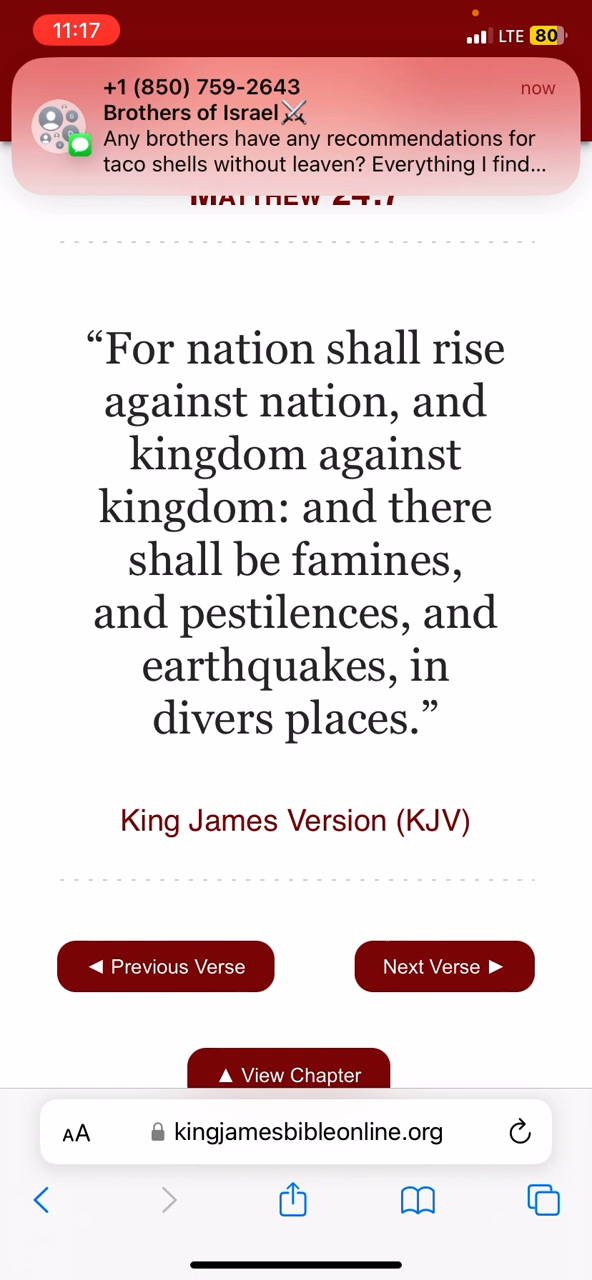 11:17
LTE 80
+1 (850) 759-2643
now
Brothers of Israel⚔️
Any brothers have any recommendations for
taco shells without leaven? Everything I find...
MATTHEW 24:7
“For nation shall rise
against nation, and
kingdom against
kingdom: and there
shall be famines,
and pestilences, and
earthquakes, in
divers places.”
King James Version (KJV)
◄ Previous Verse
Next Verse ►
▲ View Chapter
AA
kingjamesbibleonline.org